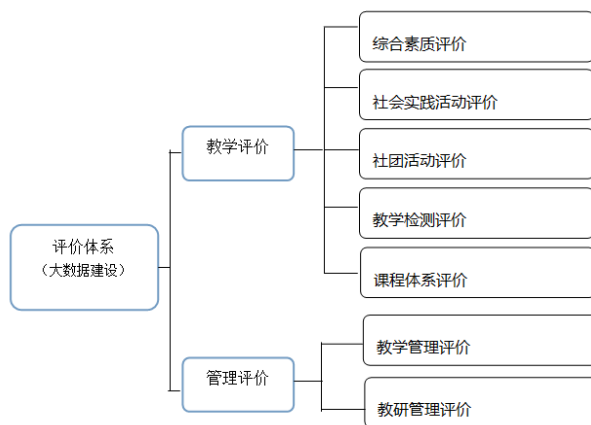 综合素质评价
社会实践活动评价
教学评价
社团活动评价
教学检测评价
评价体系
（大数据建设）
课程体系评价
教学管理评价
管理评价
教研管理评价